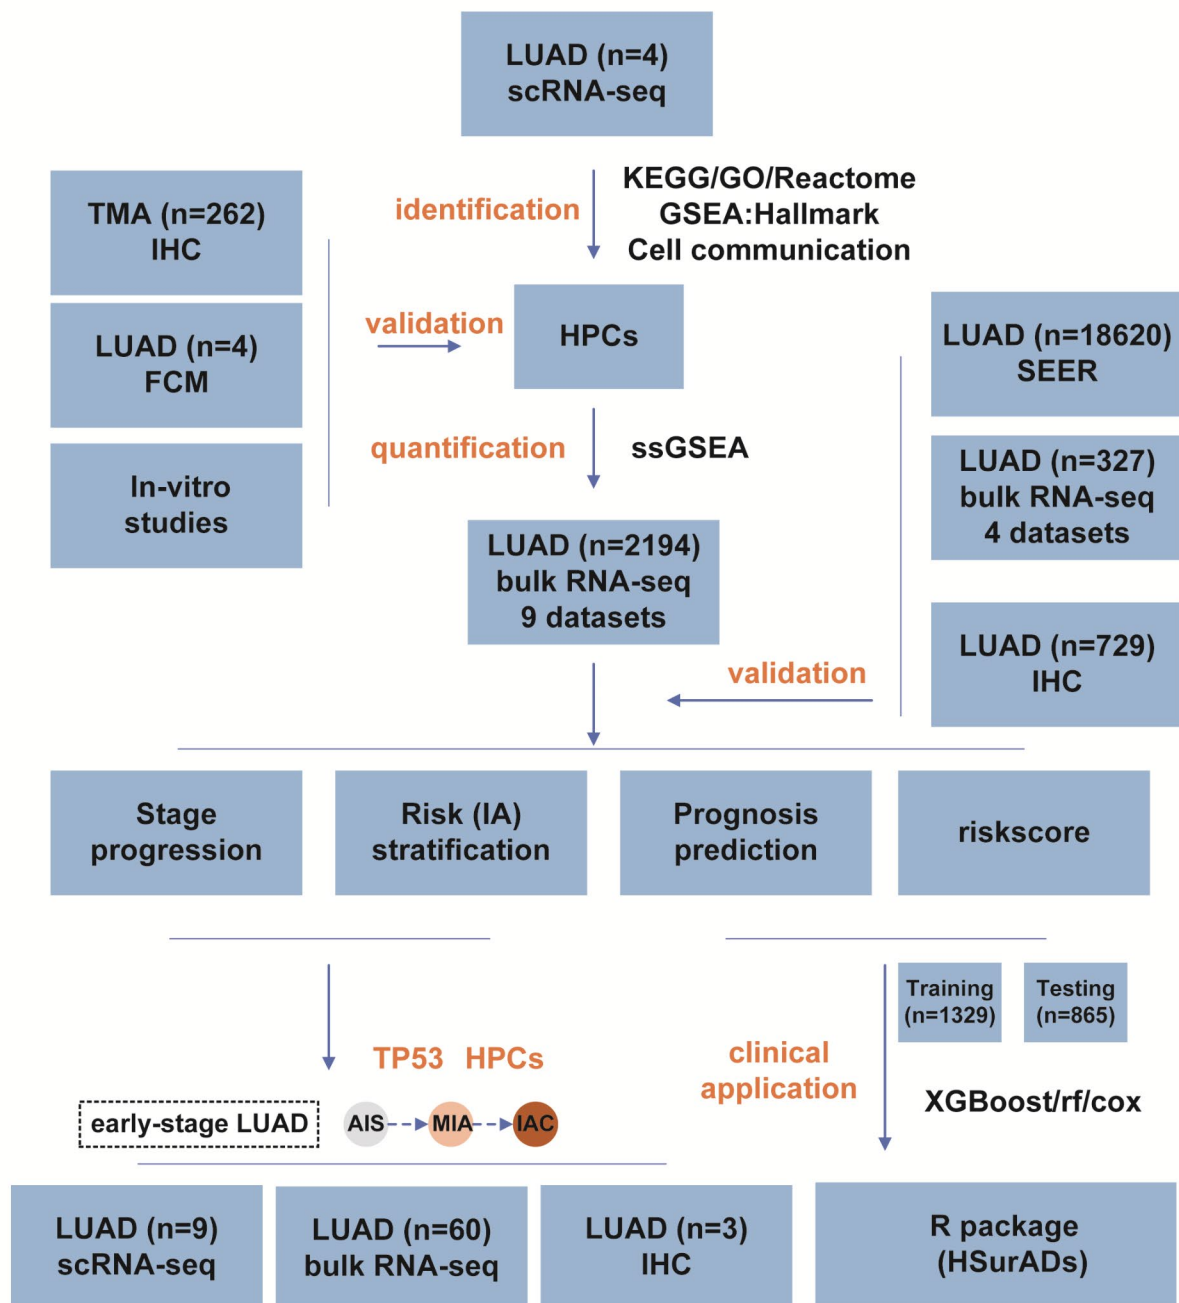 LUAD (n=4)
scRNA-seq
KEGG/GO/Reactome
GSEA:Hallmark
Cell communication
identification
TMA (n=262)
IHC
LUAD (n=4)
FCM
In-vitro
studies
validation
HPCs
LUAD (n=18620)
SEER
LUAD (n=327)
bulk RNA-seq
4 datasets
LUAD (n=729)
IHC
quantification
ssGSEA
LUAD (n=2194)
bulk RNA-seq
9 datasets
validation
Stage
progression
Risk (IA)
stratification
Prognosis
prediction
riskscore
TP53 HPCs
early-stage LUAD
AIS
MIA
IAC
clinical
application
Training
(n=1329)
Testing
(n=865)
XGBoost/rf/cox
LUAD (n=9)
scRNA-seq
LUAD (n=60)
bulk RNA-seq
LUAD (n=3)
IHC
R package
(HSurADs)